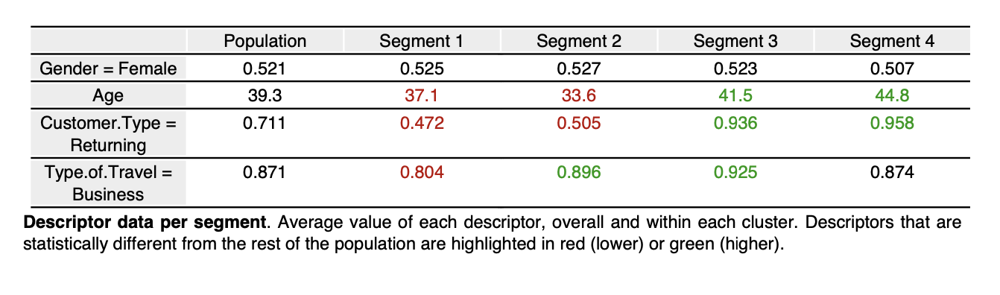 Population Segment 1 Segment 2 Segment 3 Segment 4
Gender = Female 0.521 0.525 0.527 0.523 0.507
Age 39.3 37.1 33.6 41.5 44.8
Customer.Type = 0.711 0.472 0.505 0.936 0.958
Returning
Type.of.Travel = 0.871 0.804 0.896 0.925 0.874
Business
Descriptor data per segment. Average value of each descriptor, overall and within each cluster. Descriptors that are
statistically different from the rest of the population are highlighted in red (lower) or green (higher).